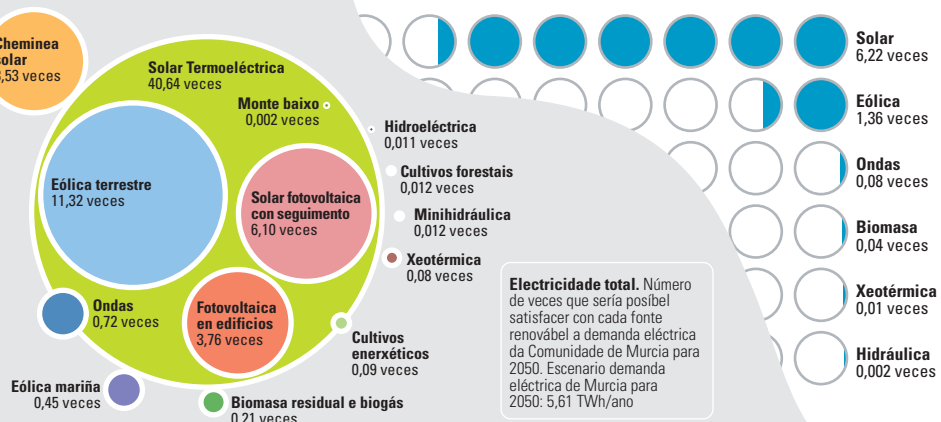 Cheminea
solar
3,53 veces
Solar Termoeléctrica
40,64 veces
Monte baixo
0,002 veces
Hidroeléctrica
0,011 veces
Cultivos forestais
0,012 veces
Minihidráulica
0,012 veces
Xeotérmica
0,08 veces
Eólica terrestre
11,32 veces
Solar fotovoltaica
con seguimento
6,10 veces
Ondas
0,72 veces
Fotovoltaica
en edificios
3,76 veces
Cultivos
enerxéticos
0,09 veces
Eólica mariña
0,45 veces
Biomasa residual e biogás
0,21 veces
Electricidade total. Número
de veces que sería posíbel
satisfacer con cada fonte
renovábel a demanda eléctrica
da Comunidade de Murcia para
2050. Escenario demanda
eléctrica de Murcia para
2050: 5,61 TWh/ano
Solar
6,22 veces
Eólica
1,36 veces
Ondas
0,08 veces
Biomasa
0,04 veces
Xeotérmica
0,01 veces
Hidráulica
0,002 veces